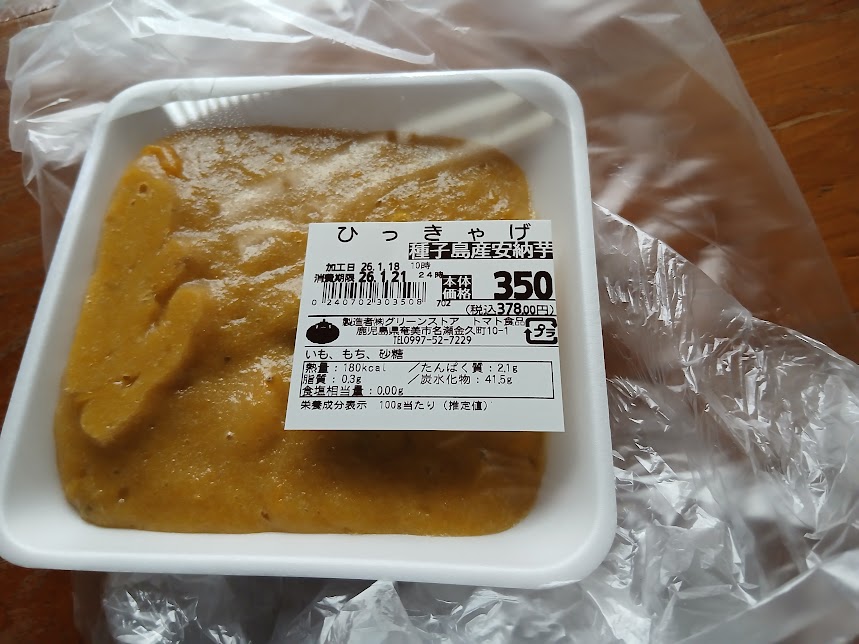 ひっきゃげ
種子島産安納芋
加工日 26.1.18 10時
消費期限 26.1.21 24時
本体価格 350
(税込378.00円)
0 240702 303508
702
製造者㈱グリーンストア トマト食品
鹿児島県奄美市名瀬金久町10-1
TEL0997-52-7229
プラ
いも、もち、砂糖
熱量:180kcal /たんぱく質:2.1g
脂質:0.3g /炭水化物:41.5g
食塩相当量:0.00g
栄養成分表示 100g当たり(推定値)